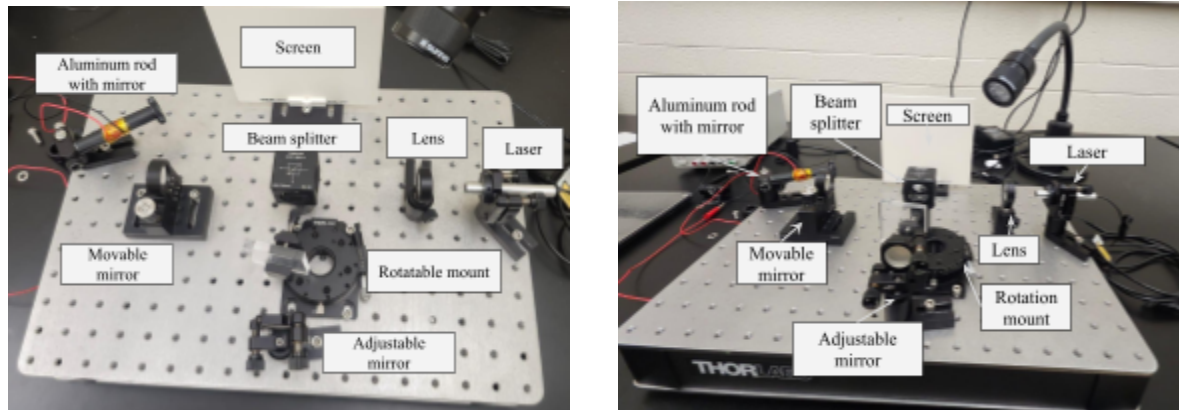 Screen
Aluminum rod
with mirror
Beam splitter
Lens
Laser
Movable
mirror
Rotatable mount
Adjustable
mirror
Aluminum rod
with mirror
Beam
splitter
Screen
Laser
Movable
mirror
Lens
Rotation
mount
Adjustable
mirror
THORLABS